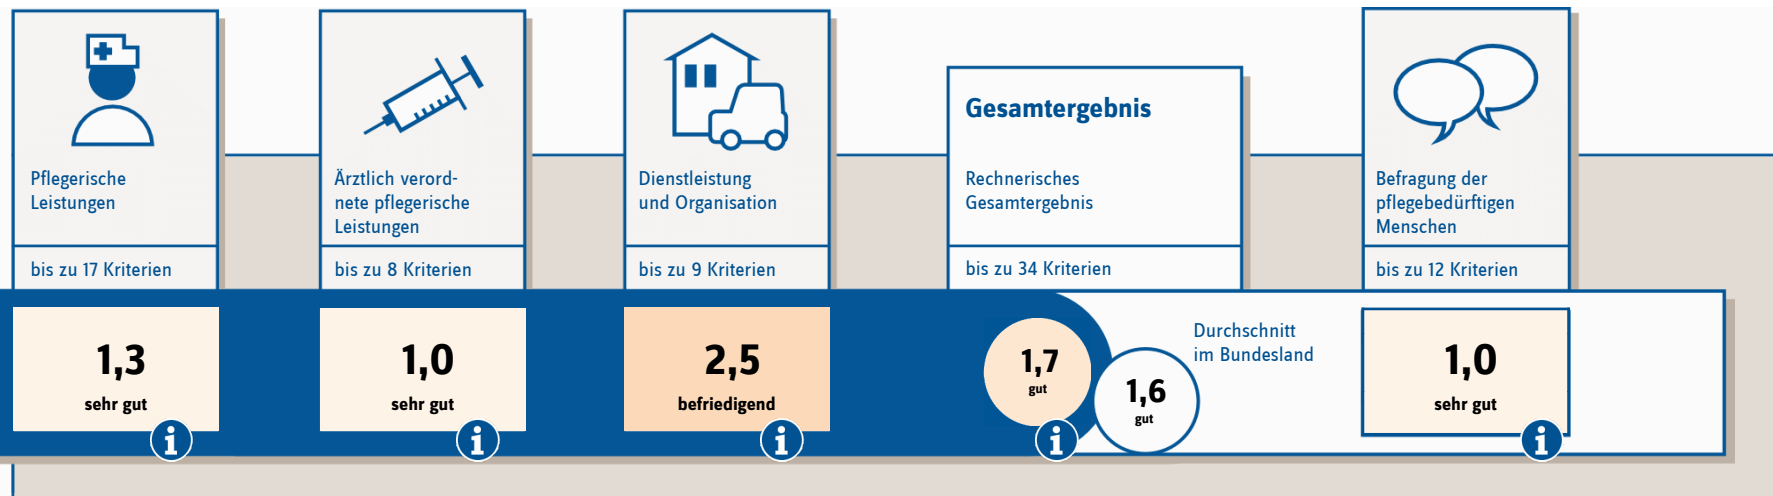 Pflegerische
Leistungen
bis zu 17 Kriterien
1,3
sehr gut
Ärztlich verord-
nete pflegerische
Leistungen
bis zu 8 Kriterien
1,0
sehr gut
Dienstleistung
und Organisation
bis zu 9 Kriterien
2,5
befriedigend
Gesamtergebnis
Rechnerisches
Gesamtergebnis
bis zu 34 Kriterien
1,7
gut
Durchschnitt
im Bundesland
1,6
gut
Befragung der
pflegebedürftigen
Menschen
bis zu 12 Kriterien
1,0
sehr gut